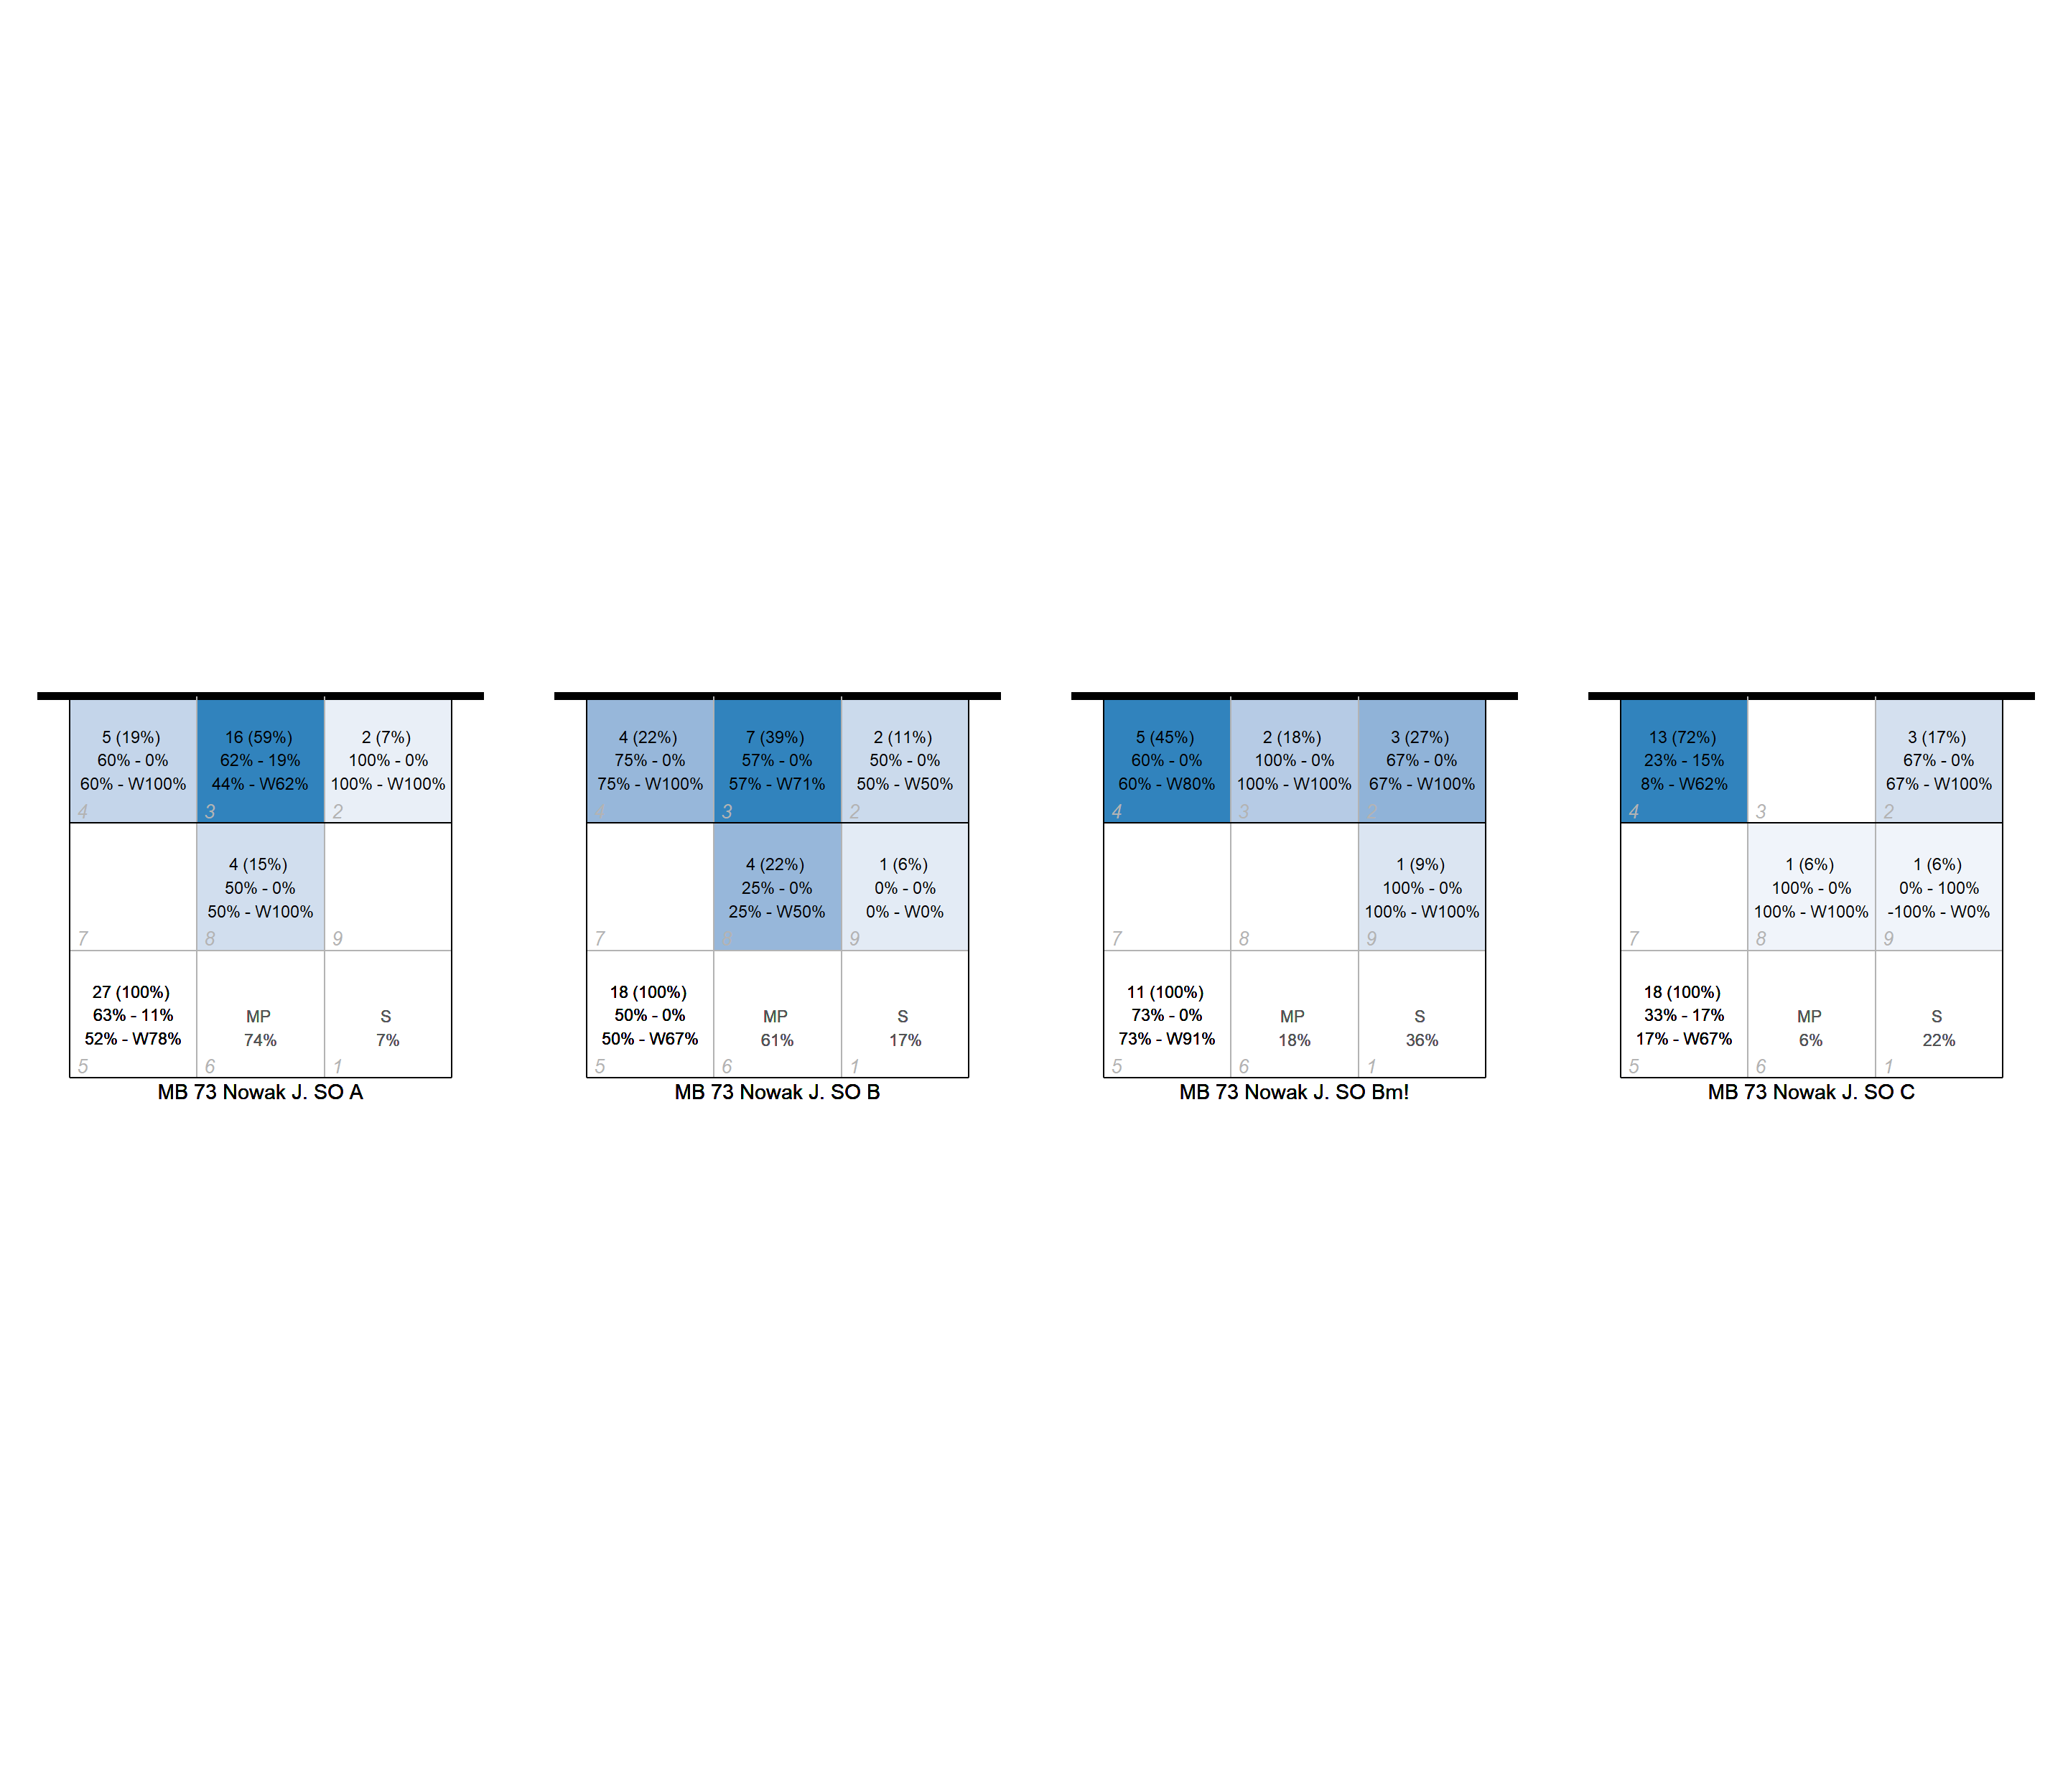 5 (19%)
60% - 0%
60% - W100%
4
16 (59%)
62% - 19%
44% - W62%
3
2 (7%)
100% - 0%
100% - W100%
2
7
4 (15%)
50% - 0%
50% - W100%
8
9
27 (100%)
63% - 11%
52% - W78%
5
MP
74%
6
S
7%
1
MB 73 Nowak J. SO A
4 (22%)
75% - 0%
75% - W100%
4
7 (39%)
57% - 0%
57% - W71%
3
2 (11%)
50% - 0%
50% - W50%
2
7
4 (22%)
25% - 0%
25% - W50%
8
1 (6%)
0% - 0%
0% - W0%
9
18 (100%)
50% - 0%
50% - W67%
5
MP
61%
6
S
17%
1
MB 73 Nowak J. SO B
5 (45%)
60% - 0%
60% - W80%
4
2 (18%)
100% - 0%
100% - W100%
3
3 (27%)
67% - 0%
67% - W100%
2
7
8
1 (9%)
100% - 0%
100% - W100%
9
11 (100%)
73% - 0%
73% - W91%
5
MP
18%
6
S
36%
1
MB 73 Nowak J. SO Bm!
13 (72%)
23% - 15%
8% - W62%
4
3
3 (17%)
67% - 0%
67% - W100%
2
7
1 (6%)
100% - 0%
100% - W100%
8
1 (6%)
0% - 100%
-100% - W0%
9
18 (100%)
33% - 17%
17% - W67%
5
MP
6%
6
S
22%
1
MB 73 Nowak J. SO C